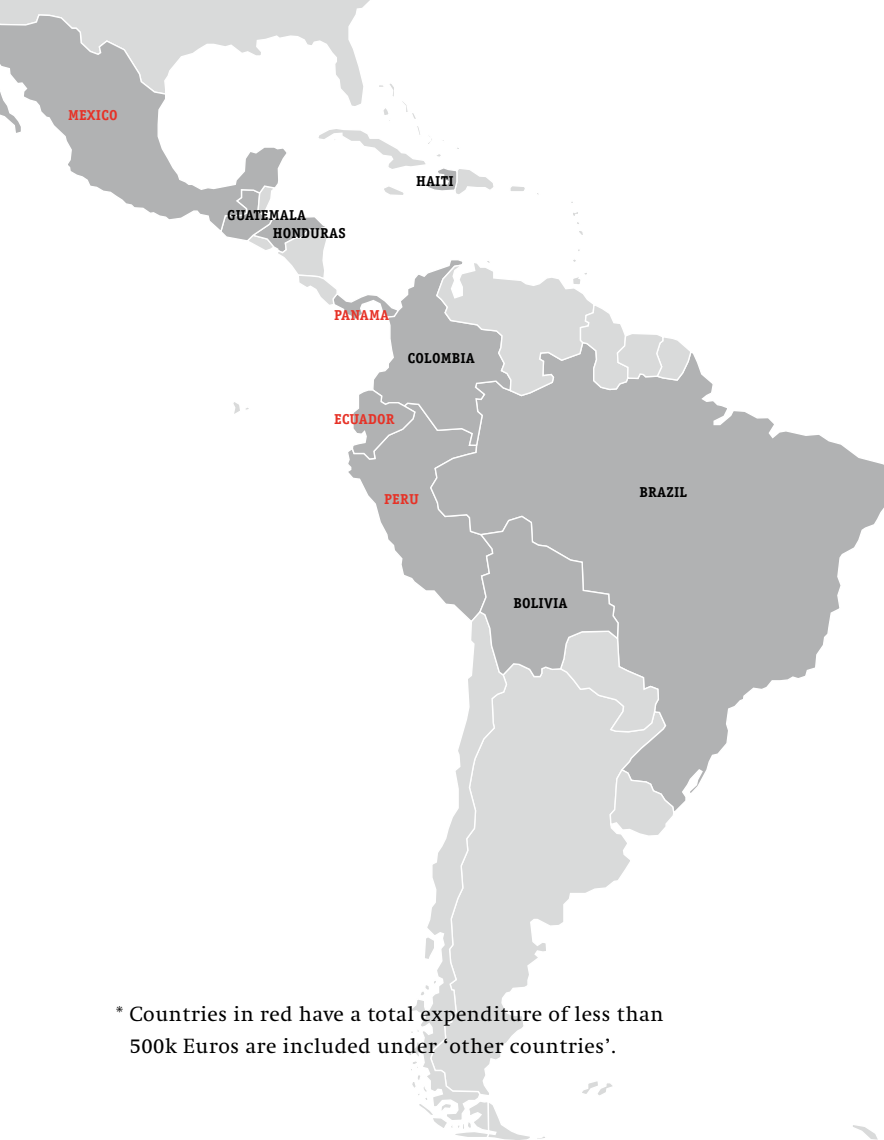 MEXICO
HAITI
GUATEMALA
HONDURAS
PANAMA
COLOMBIA
ECUADOR
BRAZIL
PERU
BOLIVIA
* Countries in red have a total expenditure of less than
500k Euros are included under ‘other countries’.